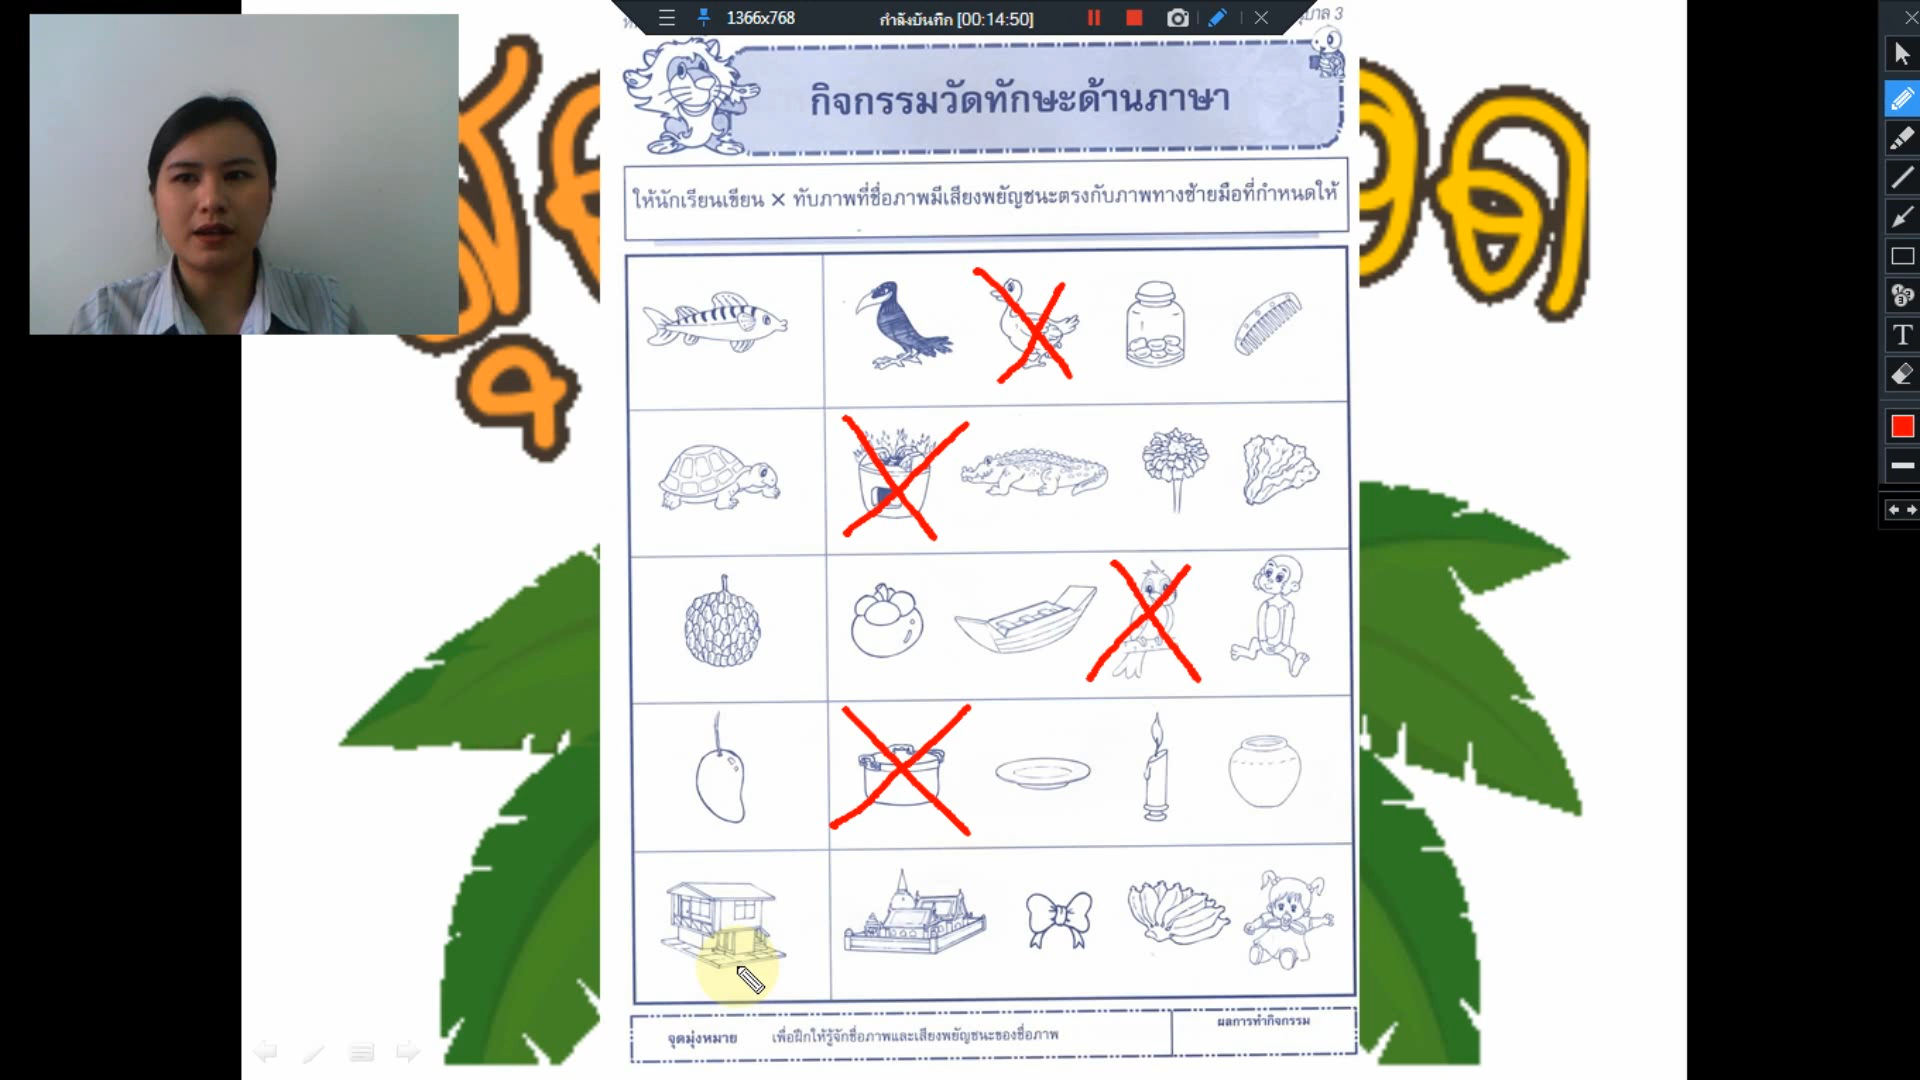 1366x768
กำลังบันทึก [00:14:50]
กิจกรรมวัดทักษะด้านภาษา
ให้นักเรียนเขียน × ทับภาพที่ชื่อภาพมีเสียงพยัญชนะตรงกับภาพทางซ้ายมือที่กำหนดให้
จุดมุ่งหมาย เพื่อฝึกให้รู้จักชื่อภาพและเสียงพยัญชนะของชื่อภาพ
ผลการทำกิจกรรม